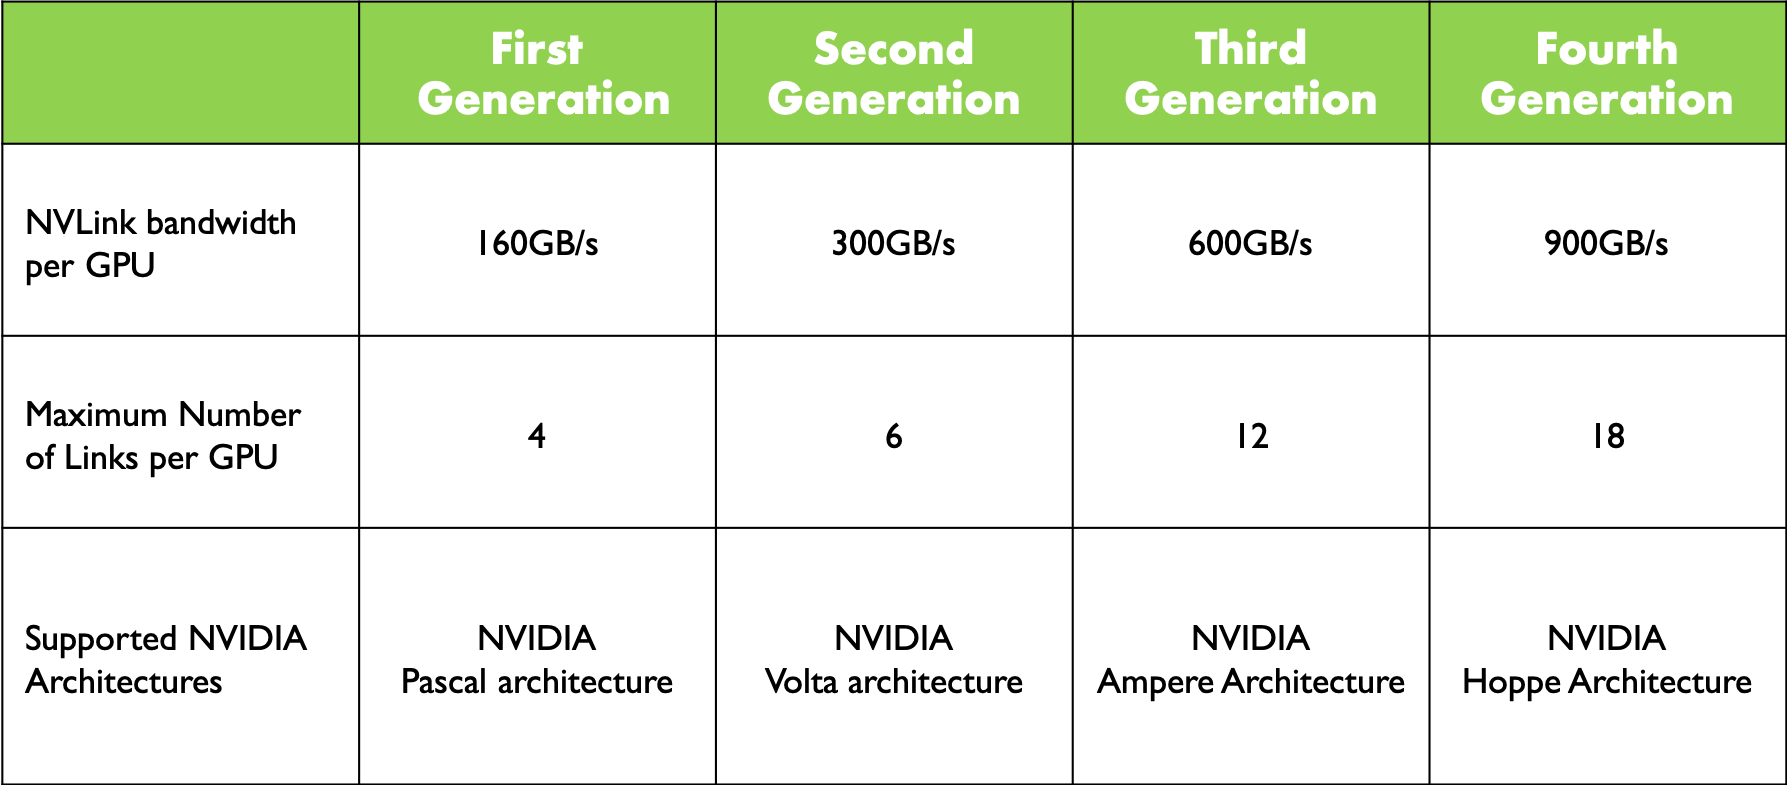 First
Generation
Second
Generation
Third
Generation
Fourth
Generation
NVLink bandwidth
per GPU
160GB/s
300GB/s
600GB/s
900GB/s
Maximum Number
of Links per GPU
4
6
12
18
Supported NVIDIA
Architectures
NVIDIA
Pascal architecture
NVIDIA
Volta architecture
NVIDIA
Ampere Architecture
NVIDIA
Hoppe Architecture